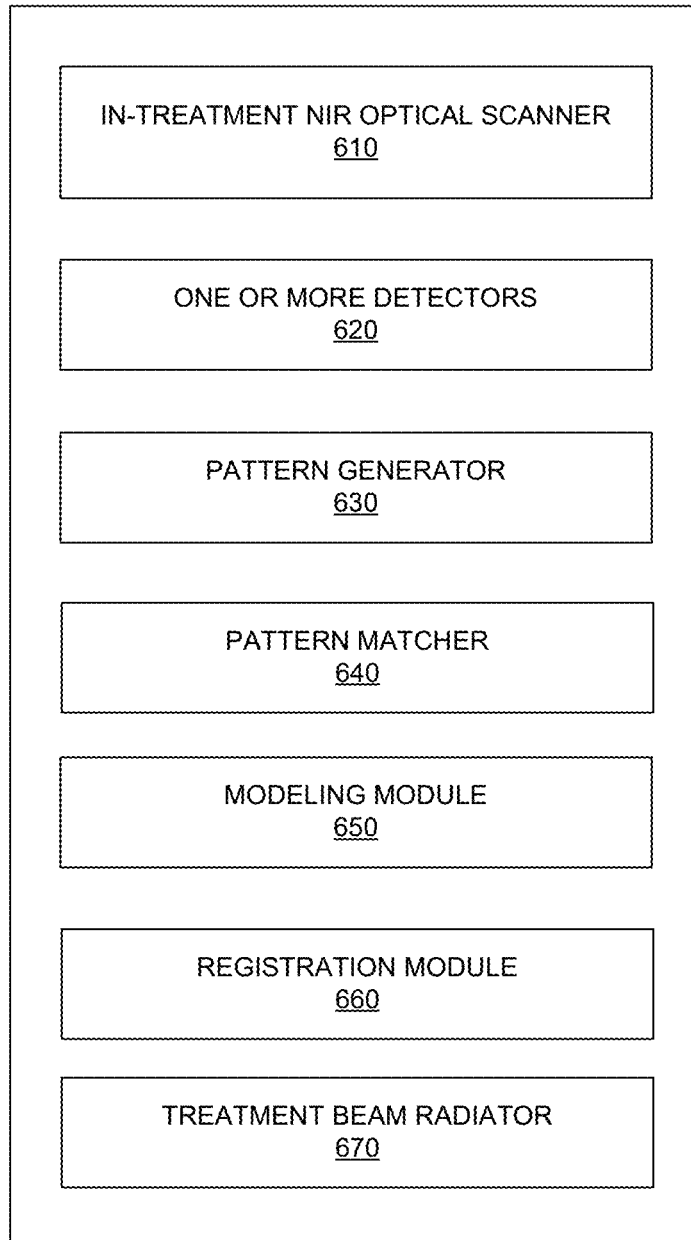 IN-TREATMENT NIR OPTICAL SCANNER
610
ONE OR MORE DETECTORS
620
PATTERN GENERATOR
630
PATTERN MATCHER
640
MODELING MODULE
650
REGISTRATION MODULE
660
TREATMENT BEAM RADIATOR
670